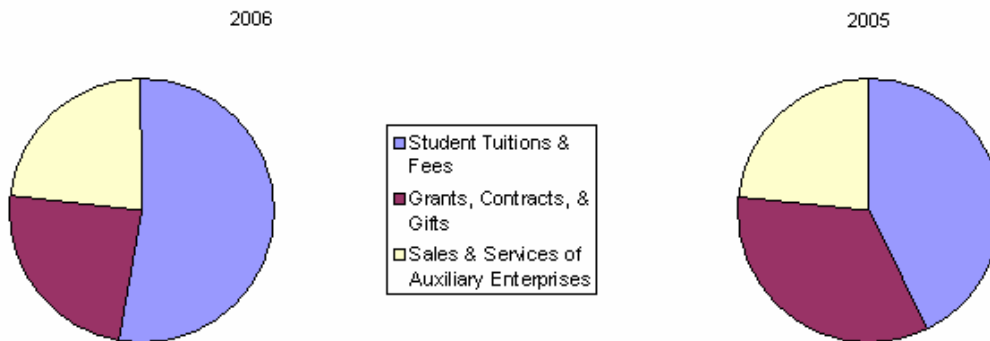 2006
2005
Student Tuitions &
Fees
Grants, Contracts, &
Gifts
Sales & Services of
Auxiliary Enterprises